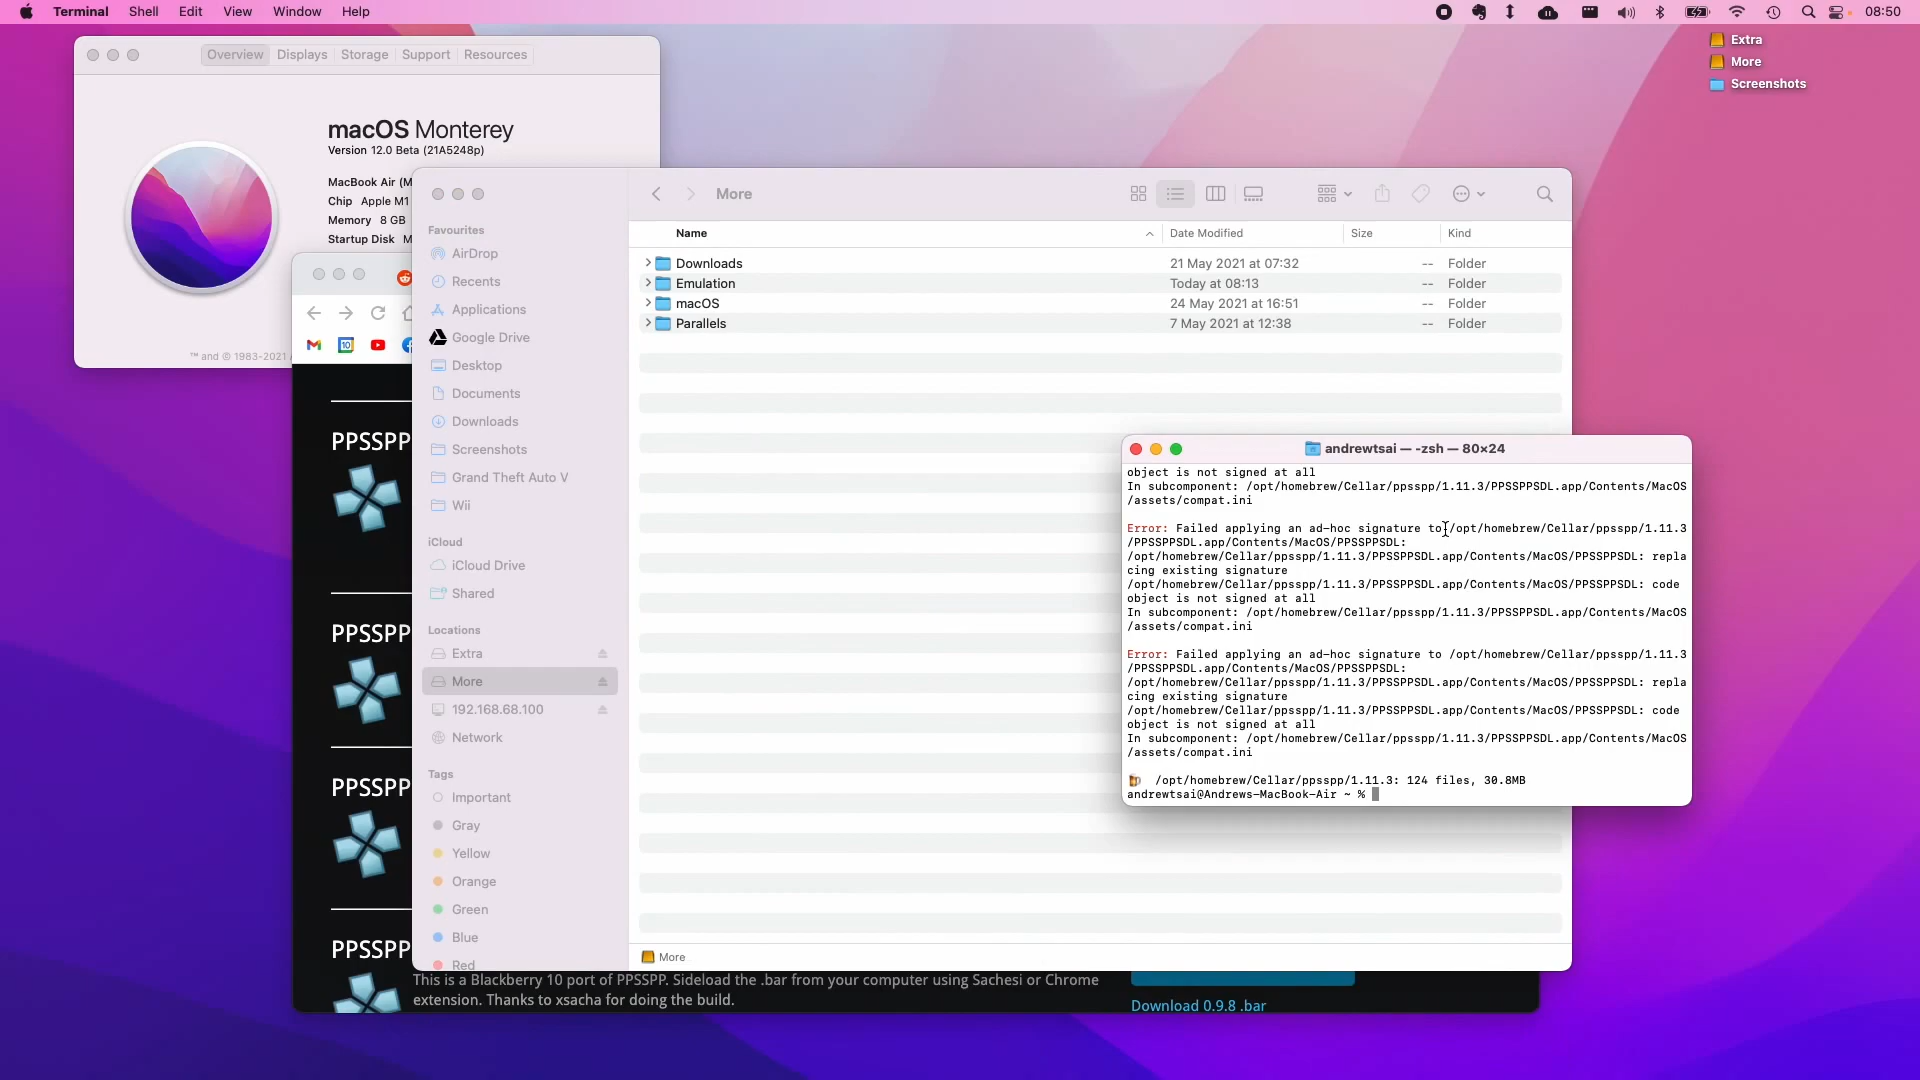 Terminal Shell Edit View Window Help
08:50
Extra
More
Screenshots
Overview Displays Storage Support Resources
macOS Monterey
Version 12.0 Beta (21A5248p)
MacBook Air (M
Chip Apple M1
Memory 8 GB
Startup Disk M
™ and © 1983-2021
10
PPSSPP
PPSSPP
PPSSPP
PPSSPP
This is a Blackberry 10 port of PPSSPP. Sideload the .bar from your computer using Sachesi or Chrome
extension. Thanks to xsacha for doing the build.
Download 0.9.8 .bar
More
Favourites
AirDrop
Recents
Applications
Google Drive
Desktop
Documents
Downloads
Screenshots
Grand Theft Auto V
Wii
iCloud
iCloud Drive
Shared
Locations
Extra
More
192.168.68.100
Network
Tags
Important
Gray
Yellow
Orange
Green
Blue
Red
Name Date Modified Size Kind
Downloads 21 May 2021 at 07:32 -- Folder
Emulation Today at 08:13 -- Folder
macOS 24 May 2021 at 16:51 -- Folder
Parallels 7 May 2021 at 12:38 -- Folder
More
andrewtsai — -zsh — 80×24
object is not signed at all
In subcomponent: /opt/homebrew/Cellar/ppsspp/1.11.3/PPSSPPSDL.app/Contents/MacOS
/assets/compat.ini
Error: Failed applying an ad-hoc signature to /opt/homebrew/Cellar/ppsspp/1.11.3
/PPSSPPSDL.app/Contents/MacOS/PPSSPPSDL:
/opt/homebrew/Cellar/ppsspp/1.11.3/PPSSPPSDL.app/Contents/MacOS/PPSSPPSDL: repla
cing existing signature
/opt/homebrew/Cellar/ppsspp/1.11.3/PPSSPPSDL.app/Contents/MacOS/PPSSPPSDL: code
object is not signed at all
In subcomponent: /opt/homebrew/Cellar/ppsspp/1.11.3/PPSSPPSDL.app/Contents/MacOS
/assets/compat.ini
Error: Failed applying an ad-hoc signature to /opt/homebrew/Cellar/ppsspp/1.11.3
/PPSSPPSDL.app/Contents/MacOS/PPSSPPSDL:
/opt/homebrew/Cellar/ppsspp/1.11.3/PPSSPPSDL.app/Contents/MacOS/PPSSPPSDL: repla
cing existing signature
/opt/homebrew/Cellar/ppsspp/1.11.3/PPSSPPSDL.app/Contents/MacOS/PPSSPPSDL: code
object is not signed at all
In subcomponent: /opt/homebrew/Cellar/ppsspp/1.11.3/PPSSPPSDL.app/Contents/MacOS
/assets/compat.ini
/opt/homebrew/Cellar/ppsspp/1.11.3: 124 files, 30.8MB
andrewtsai@Andrews-MacBook-Air ~ %